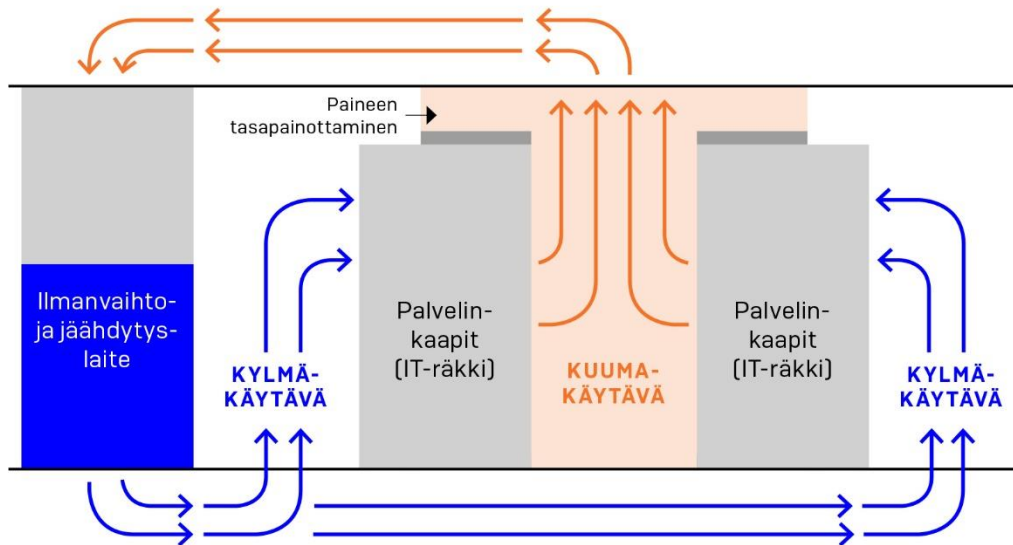 Paineen
tasapainottaminen
Ilmanvaihto-
ja jäähdytys-
laite
KYLMÄ-
KÄYTÄVÄ
Palvelin-
kaapit
(IT-räkki)
KUUMA-
KÄYTÄVÄ
Palvelin-
kaapit
(IT-räkki)
KYLMÄ-
KÄYTÄVÄ